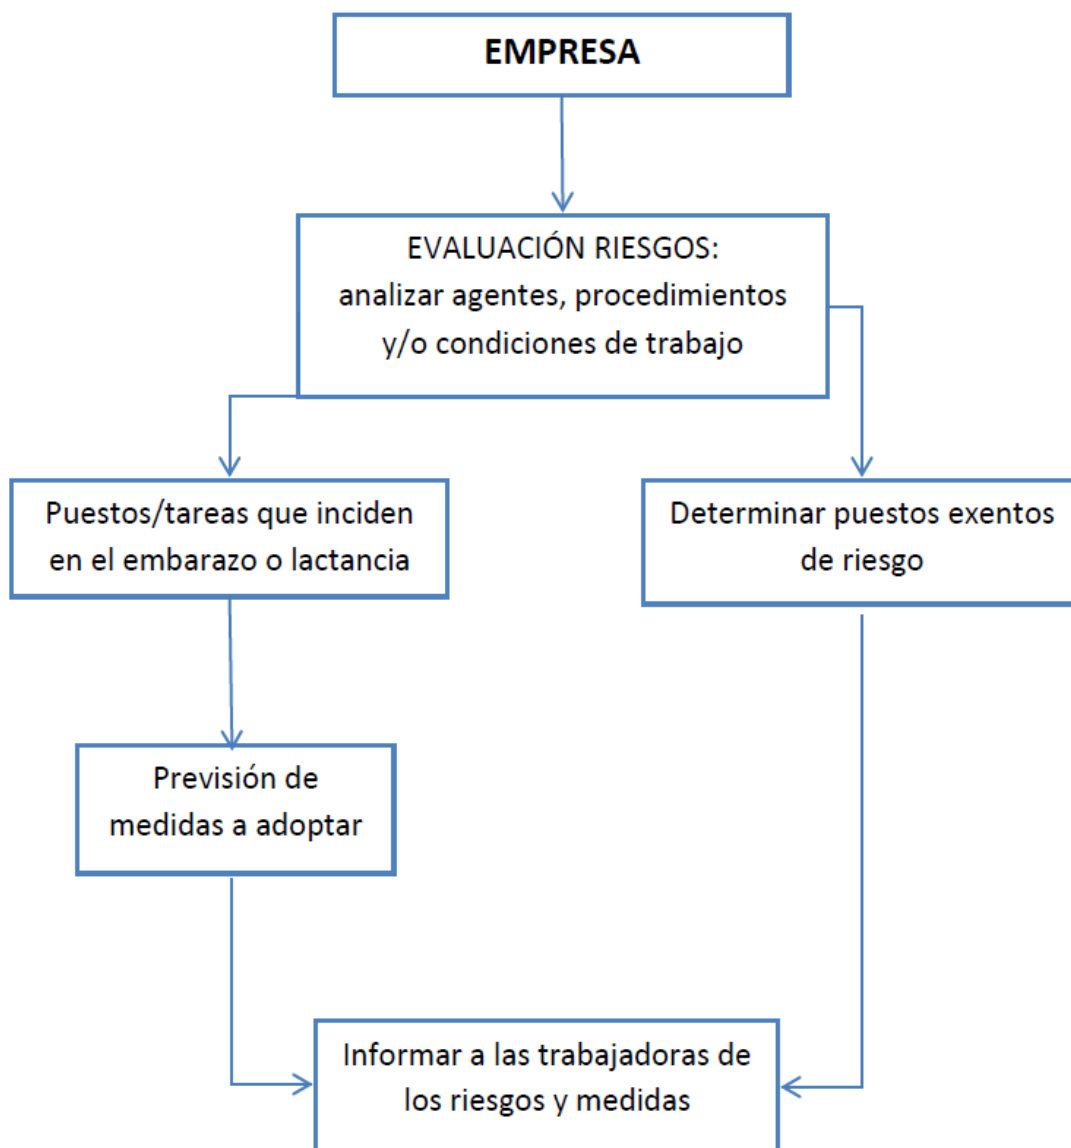 EMPRESA
EVALUACIÓN RIESGOS:
analizar agentes, procedimientos
y/o condiciones de trabajo
Puestos/tareas que inciden
en el embarazo o lactancia
Determinar puestos exentos
de riesgo
Previsión de
medidas a adoptar
Informar a las trabajadoras de
los riesgos y medidas